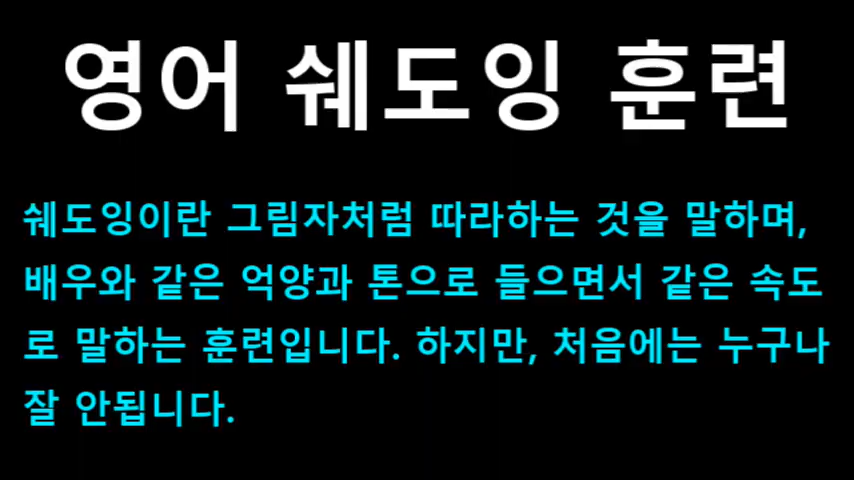 영어 쉐도잉 훈련
쉐도잉이란 그림자처럼 따라하는 것을 말하며,
배우와 같은 억양과 톤으로 들으면서 같은 속도
로 말하는 훈련입니다. 하지만, 처음에는 누구나
잘 안됩니다.